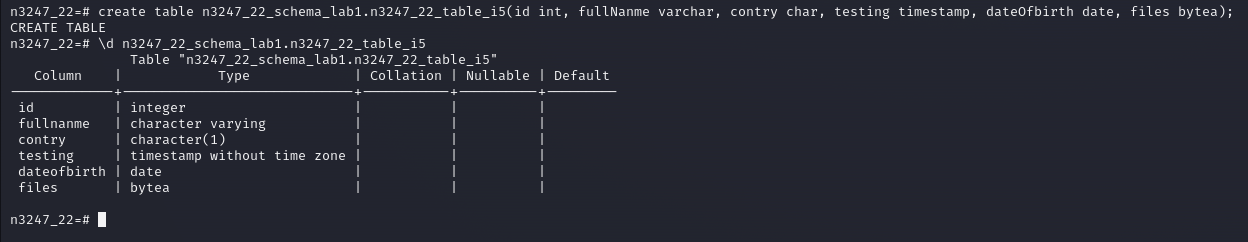 n3247_22=# create table n3247_22_schema_lab1.n3247_22_table_i5(id int, fullNanme varchar, contry char, testing timestamp, dateOfbirth date, files bytea);
CREATE TABLE
n3247_22=# \d n3247_22_schema_lab1.n3247_22_table_i5
Table "n3247_22_schema_lab1.n3247_22_table_i5"
Column | Type | Collation | Nullable | Default
id | integer | | |
fullnanme | character varying | | |
contry | character(1) | | |
testing | timestamp without time zone | | |
dateofbirth | date | | |
files | bytea | | |
n3247_22=#